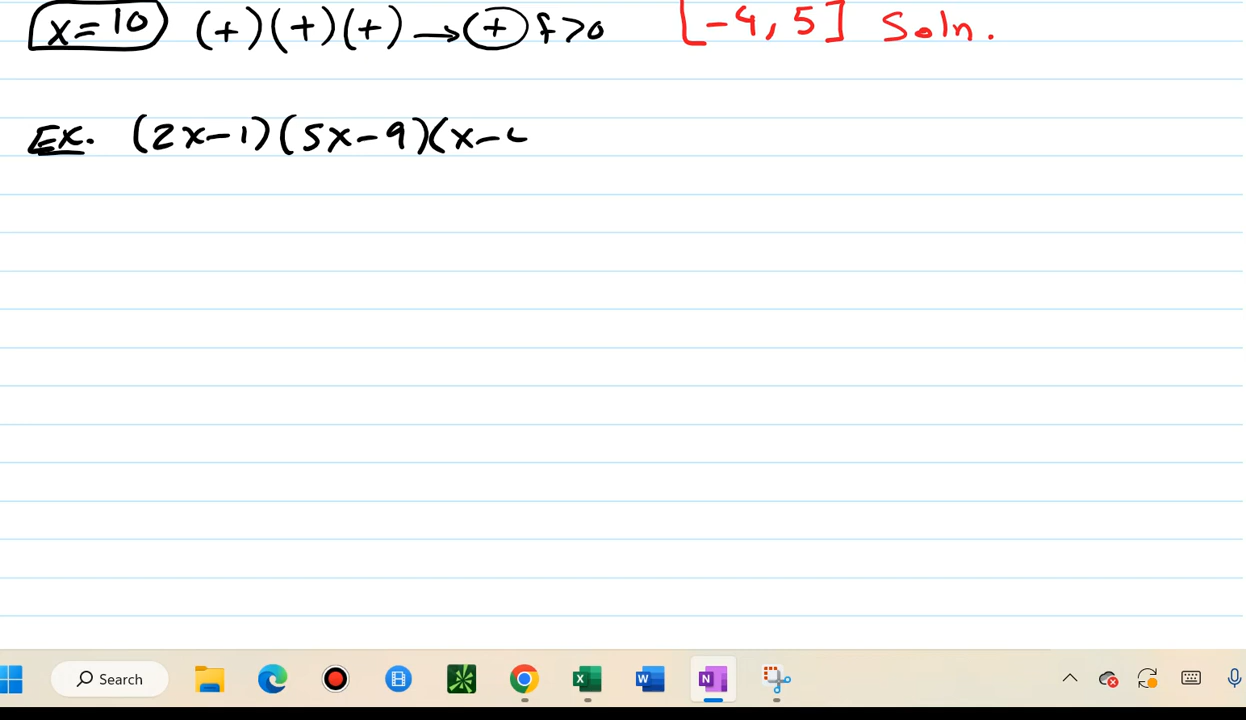 x=10 (+)(+)(+) → (+) f>0 [-4, 5] Soln.
Ex. (2x-1)(5x-9)(x-
Search